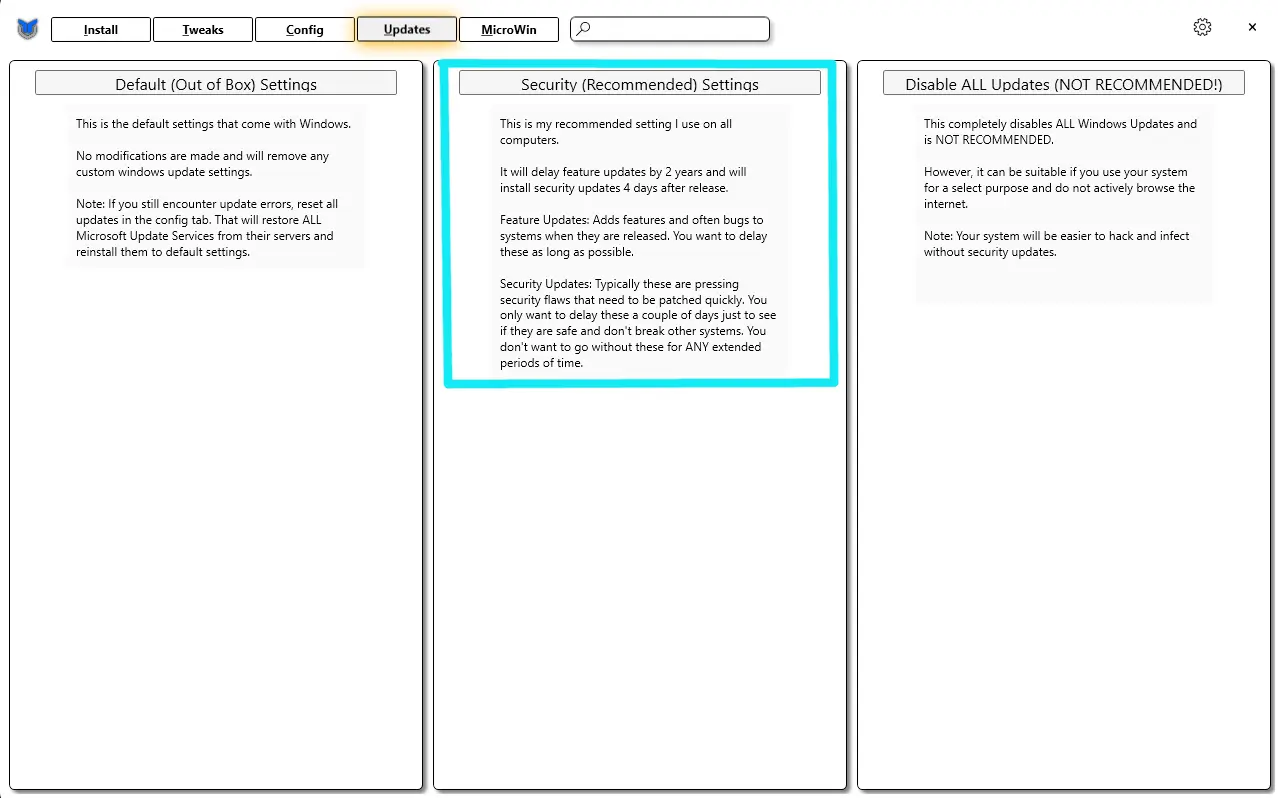 Install Tweaks Config Updates MicroWin
Default (Out of Box) Settings
This is the default settings that come with Windows.
No modifications are made and will remove any
custom windows update settings.
Note: If you still encounter update errors, reset all
updates in the config tab. That will restore ALL
Microsoft Update Services from their servers and
reinstall them to default settings.
Security (Recommended) Settings
This is my recommended setting I use on all
computers.
It will delay feature updates by 2 years and will
install security updates 4 days after release.
Feature Updates: Adds features and often bugs to
systems when they are released. You want to delay
these as long as possible.
Security Updates: Typically these are pressing
security flaws that need to be patched quickly. You
only want to delay these a couple of days just to see
if they are safe and don't break other systems. You
don't want to go without these for ANY extended
periods of time.
Disable ALL Updates (NOT RECOMMENDED!)
This completely disables ALL Windows Updates and
is NOT RECOMMENDED.
However, it can be suitable if you use your system
for a select purpose and do not actively browse the
internet.
Note: Your system will be easier to hack and infect
without security updates.